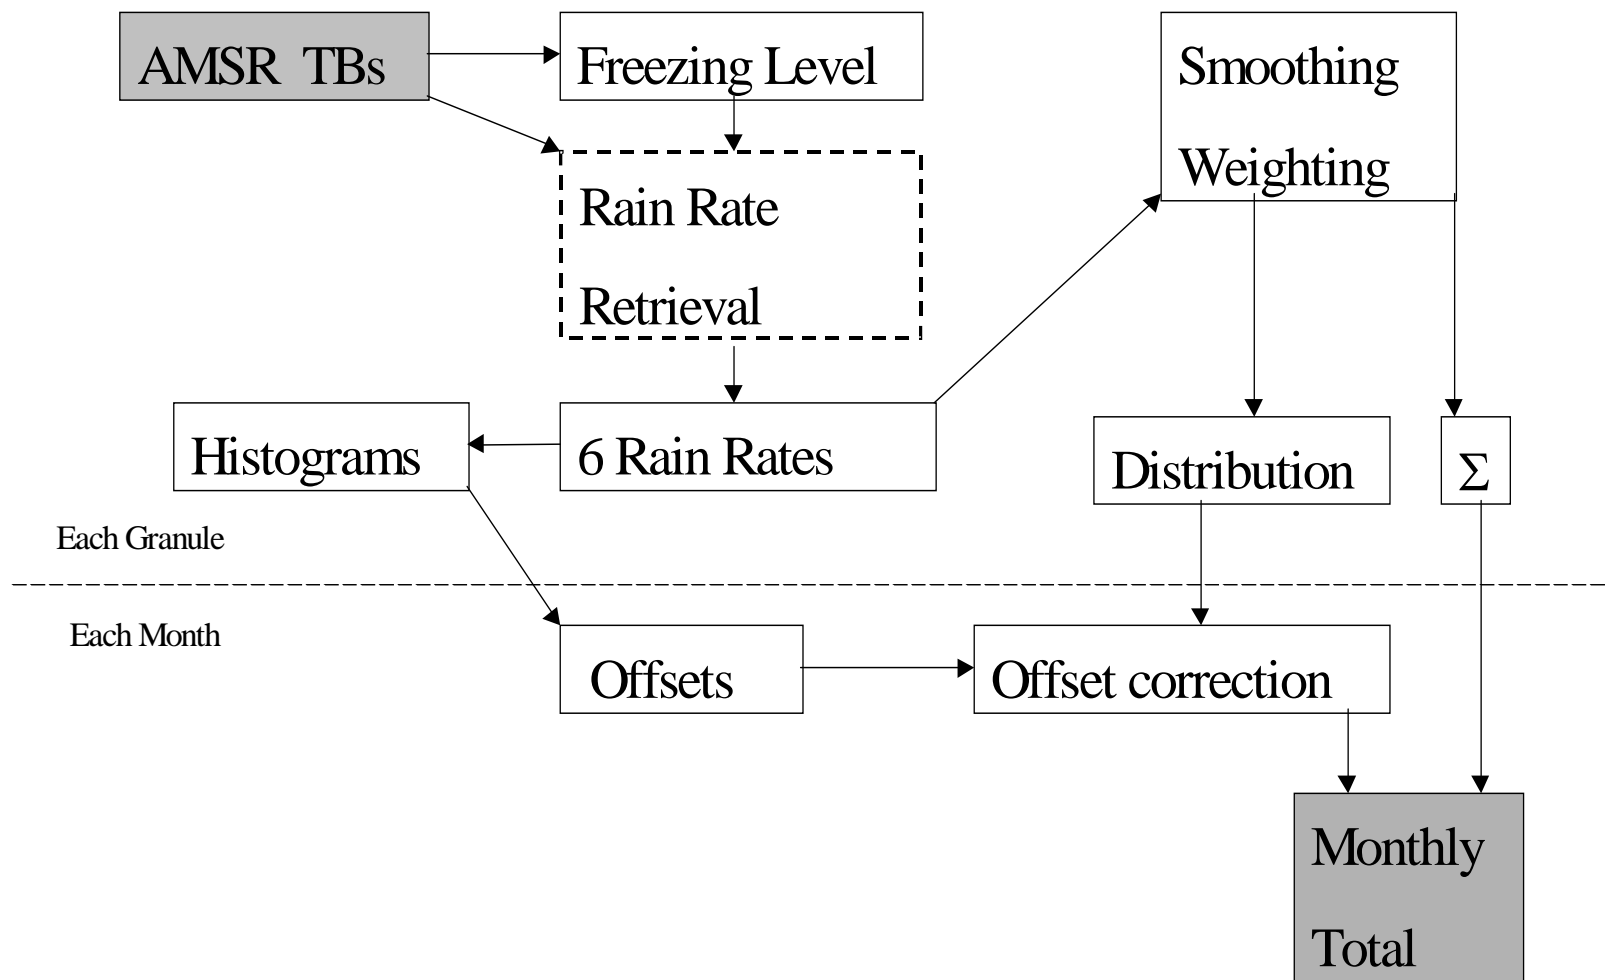 AMSR TBs
Freezing Level
Smoothing
Weighting
Rain Rate
Retrieval
Histograms
6 Rain Rates
Distribution
Σ
Each Granule
Each Month
Offsets
Offset correction
Monthly
Total